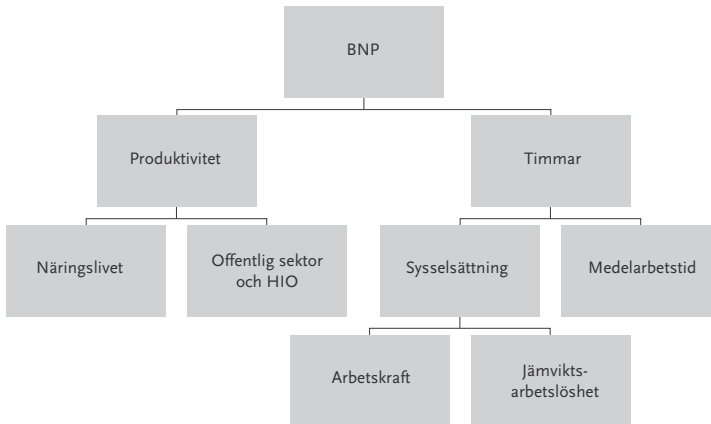 BNP
Produktivitet
Timmar
Näringslivet
Offentlig sektor
och HIO
Sysselsättning
Medelarbetstid
Arbetskraft
Jämvikts-
arbetslöshet